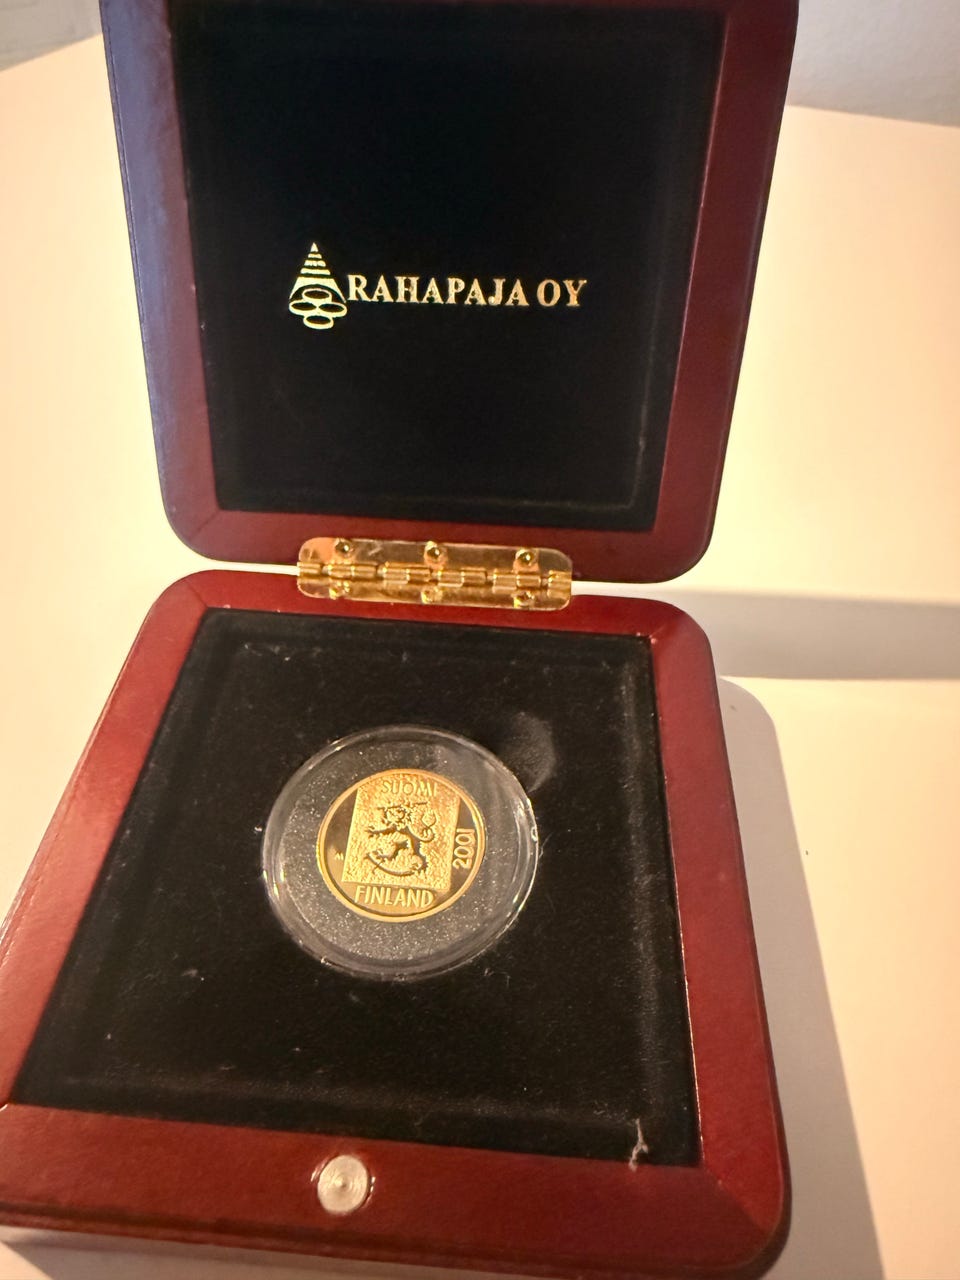 RAHAPAJA OY
SUOMI
M
2001
FINLAND